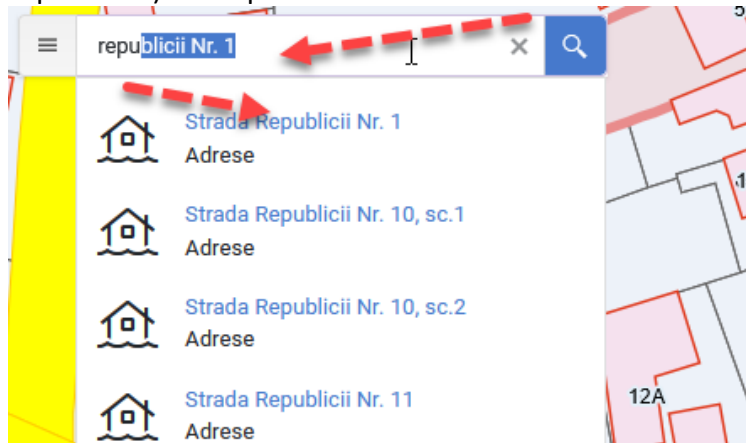 republicii Nr. 1
Strada Republicii Nr. 1
Adrese
Strada Republicii Nr. 10, sc.1
Adrese
Strada Republicii Nr. 10, sc.2
Adrese
Strada Republicii Nr. 11
Adrese
12A